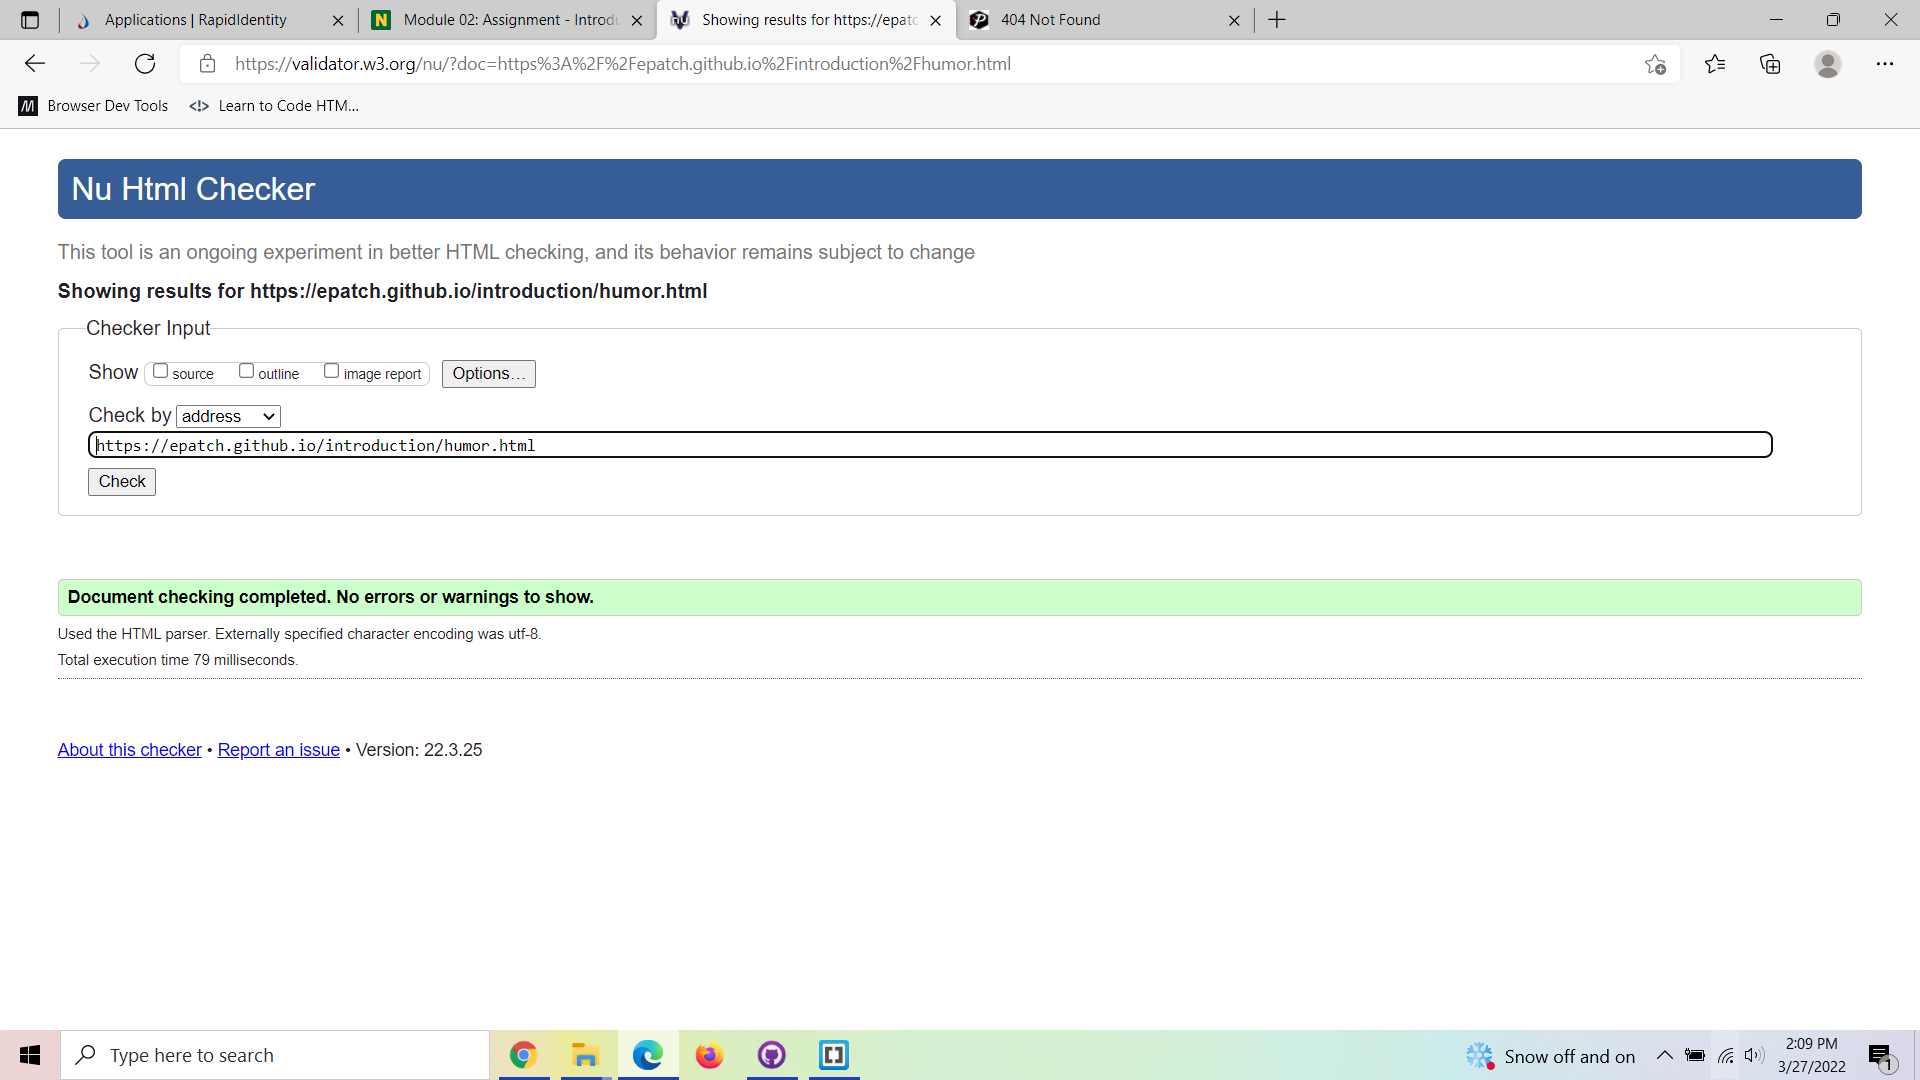 Applications | RapidIdentity
Module 02: Assignment - Introdu
Showing results for https://epatc
404 Not Found
https://validator.w3.org/nu/?doc=https%3A%2F%2Fepatch.github.io%2Fintroduction%2Fhumor.html
Browser Dev Tools
Learn to Code HTM...
Nu Html Checker
This tool is an ongoing experiment in better HTML checking, and its behavior remains subject to change
Showing results for https://epatch.github.io/introduction/humor.html
Checker Input
Show source outline image report Options...
Check by address
https://epatch.github.io/introduction/humor.html
Check
Document checking completed. No errors or warnings to show.
Used the HTML parser. Externally specified character encoding was utf-8.
Total execution time 79 milliseconds.
About this checker • Report an issue • Version: 22.3.25
Type here to search
Snow off and on
2:09 PM
3/27/2022
1